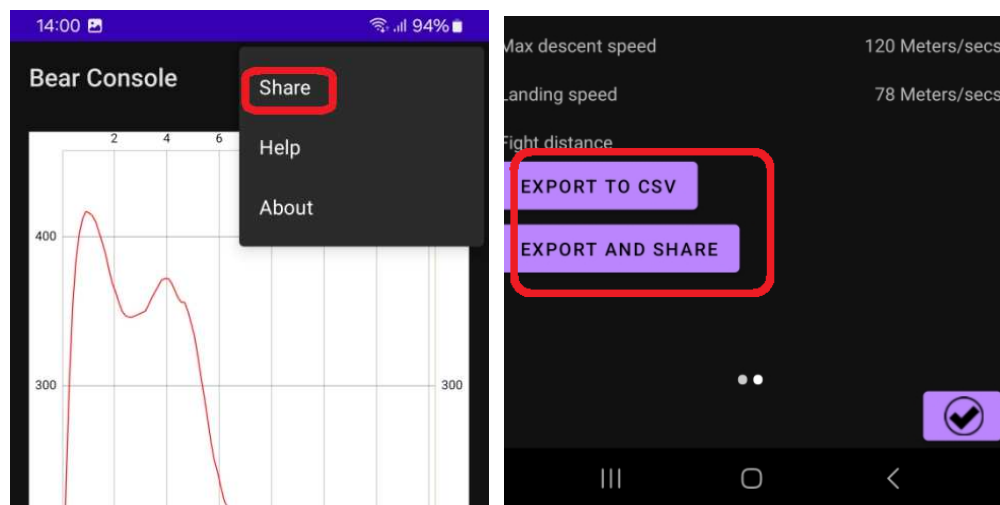 14:00 94%
Bear Console
Share
Help
About
2 4 6
400
300 300
Max descent speed 120 Meters/secs
Landing speed 78 Meters/secs
Fight distance
EXPORT TO CSV
EXPORT AND SHARE